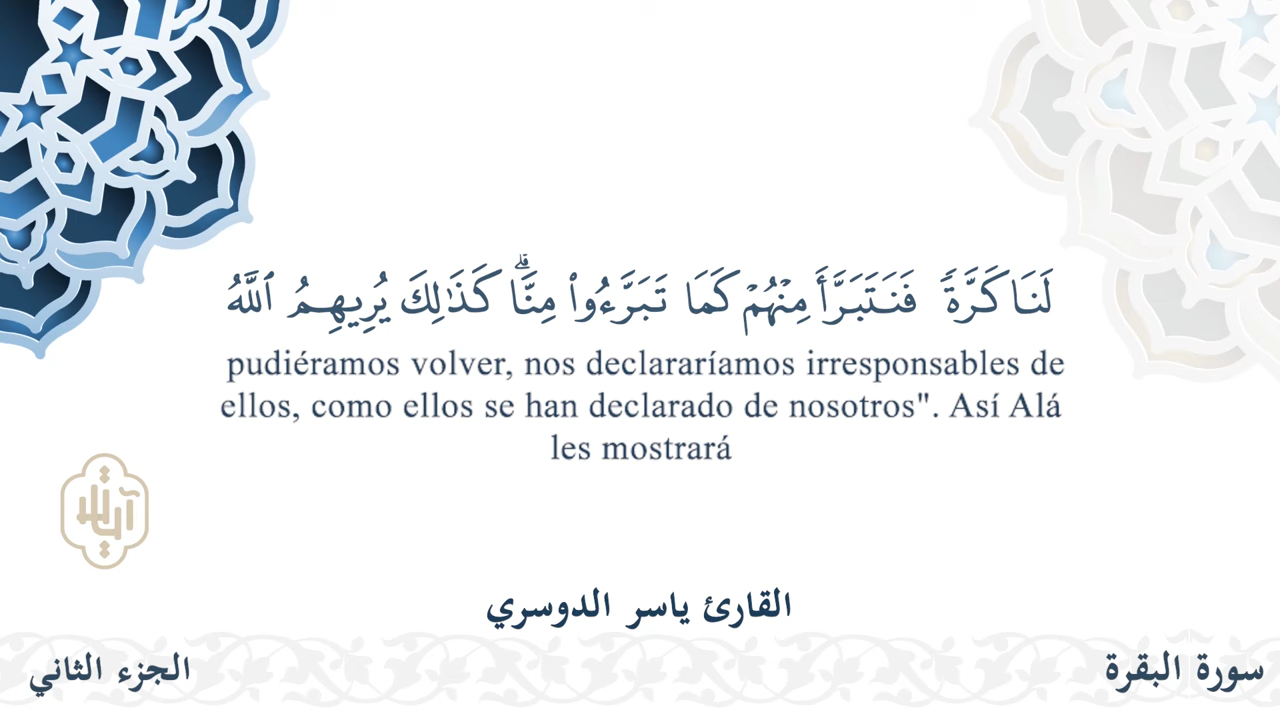 لَنَا كَرَّةٗ فَنَتَبَرَّأَ مِنۡهُمۡ كَمَا تَبَرَّءُواْ مِنَّاۗ كَذَٰلِكَ يُرِيهِمُ ٱللَّهُ
pudiéramos volver, nos declararíamos irresponsables de
ellos, como ellos se han declarado de nosotros". Así Alá
les mostrará
القارئ ياسر الدوسري
سورة البقرة
الجزء الثاني